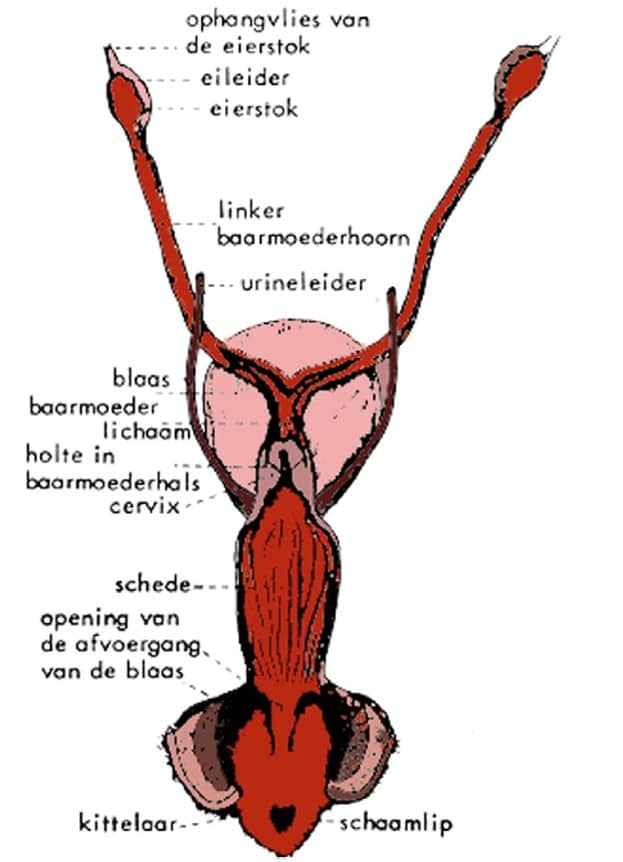 ophangvlies van
de eierstok
eileider
eierstok
linker
baarmoederhoorn
urineleider
blaas
baarmoeder
lichaam
holte in
baarmoederhals
cervix
schede
opening van
de afvoergang
van de blaas
kittelaar
schaamlip